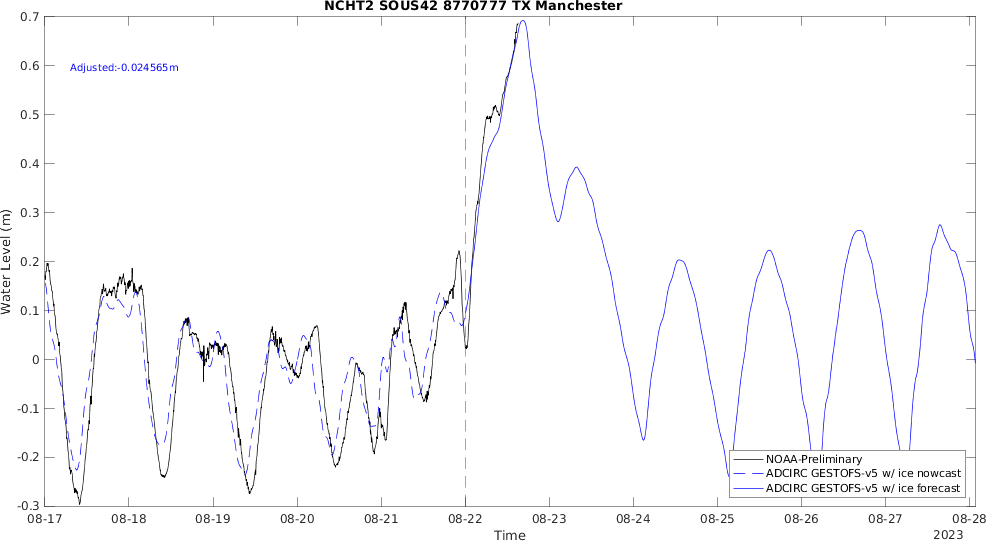 NCHT2 SOUS42 8770777 TX Manchester
0.7
0.6
0.5
0.4
0.3
0.2
0.1
0
-0.1
-0.2
-0.3
Water Level (m)
Adjusted:-0.024565m
NOAA-Preliminary
ADCIRC GESTOFS-v5 w/ ice nowcast
ADCIRC GESTOFS-v5 w/ ice forecast
08-17 08-18 08-19 08-20 08-21 08-22 08-23 08-24 08-25 08-26 08-27 08-28
Time
2023